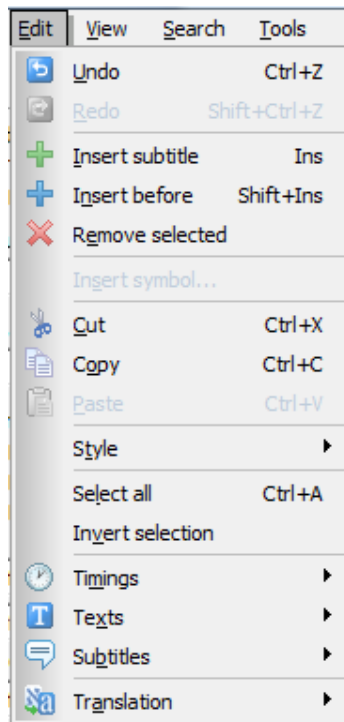 Edit View Search Tools
Undo Ctrl+Z
Redo Shift+Ctrl+Z
Insert subtitle Ins
Insert before Shift+Ins
Remove selected
Insert symbol...
Cut Ctrl+X
Copy Ctrl+C
Paste Ctrl+V
Style
Select all Ctrl+A
Invert selection
Timings
Texts
Subtitles
Translation